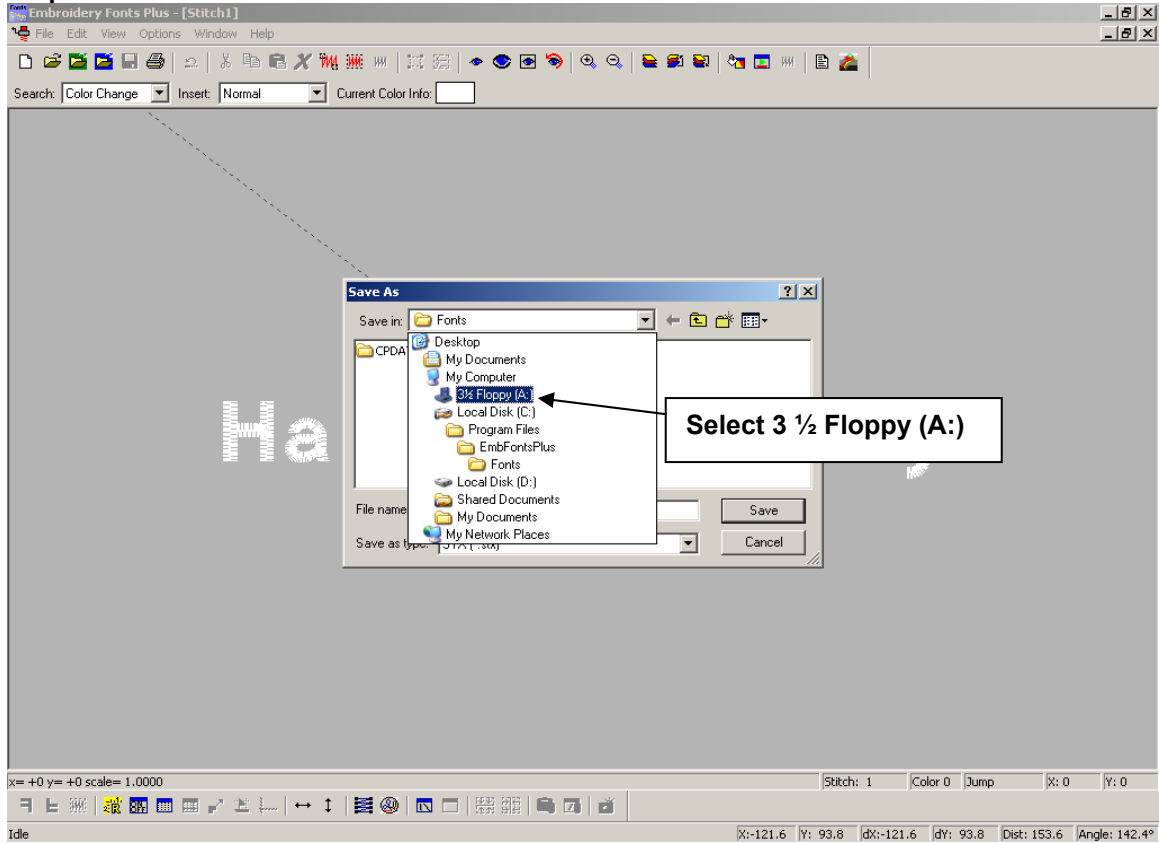 Embroidery Fonts Plus - [Stitch1]
File Edit View Options Window Help
Search: Color Change Insert: Normal Current Color Info:
Save As
Save in: Fonts
Desktop
CPDA
My Documents
My Computer
3½ Floppy (A:)
Local Disk (C:)
Select 3 ½ Floppy (A:)
Ha
Program Files
EmbFontsPlus
Fonts
Local Disk (D:)
Shared Documents
File name
Save
My Documents
My Network Places
Save as type:
Cancel
x= +0 y= +0 scale= 1.0000 Stitch: 1 Color 0 Jump X: 0 Y: 0
Idle X:-121.6 Y: 93.8 dX:-121.6 dY: 93.8 Dist: 153.6 Angle: 142.4°